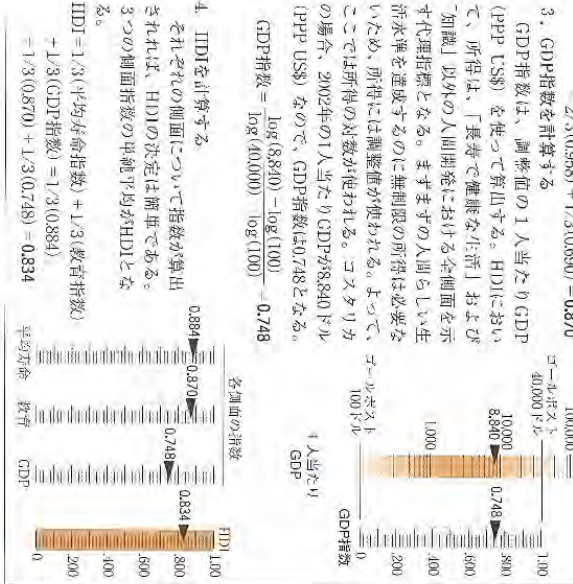 = 2/3(0.958) + 1/3(0.690) = 0.870
3. GDP指数を計算する
GDP指数は、調整値の1人当たりGDP
(PPP US$) を使って算出する。HDIにおい
て、所得は、「長寿で健康な生活」および
「知識」以外の人間開発における全側面を示
す代理指標となる。まずまずの人間らしい生
活水準を達成するのに無制限の所得は必要な
いため、所得には調整値が使われる。よって、
ここでは所得の対数が使われる。コスタリカ
の場合、2002年の1人当たりGDPが8,840ドル
(PPP US$) なので、GDP指数は0.748となる。
GDP指数 = log(8,840) − log(100) / log(40,000) − log(100) = 0.748
100,000
ゴールポスト
40,000ドル
10,000
8,840
1,000
ゴールポスト
100ドル
1人当たり
GDP
0.748
1.00
.800
.600
.400
.200
0
GDP指数
4. HDIを計算する
それぞれの側面について指数が算出
されれば、HDIの決定は簡単である。
3つの側面指数の単純平均がHDIとな
る。
HDI = 1/3(平均寿命指数) + 1/3(教育指数)
+ 1/3(GDP指数) = 1/3(0.884)
= 1/3(0.870) + 1/3(0.748) = 0.834
各側面の指数
0.884
0.870
0.748
0.834
平均寿命
教育
GDP
HDI
1.00
.800
.600
.400
.200
0